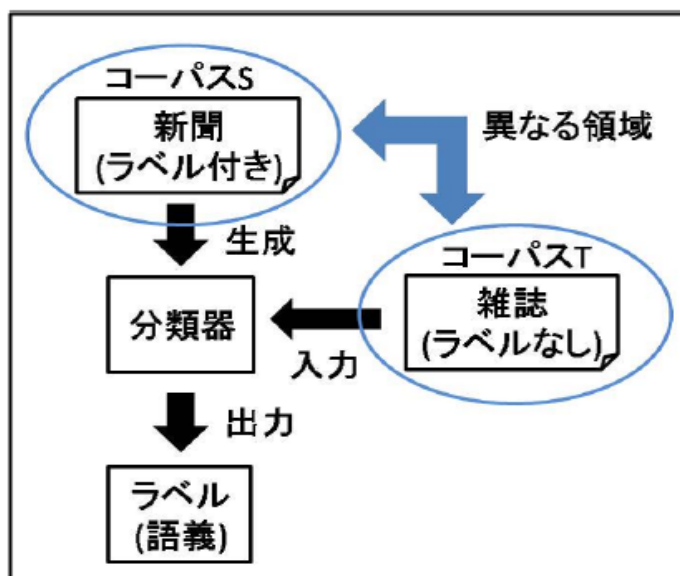 コーパスS
新聞
(ラベル付き)
異なる領域
生成
コーパスT
雑誌
(ラベルなし)
分類器
入力
出力
ラベル
(語義)